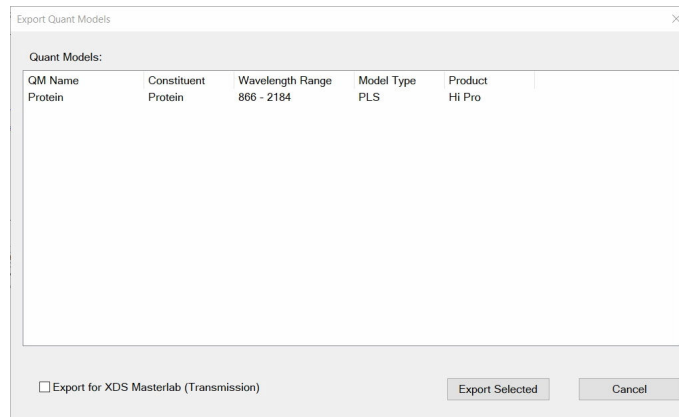 Export Quant Models
Quant Models:
QM Name Constituent Wavelength Range Model Type Product
Protein Protein 866 - 2184 PLS Hi Pro
Export for XDS Masterlab (Transmission)
Export Selected Cancel